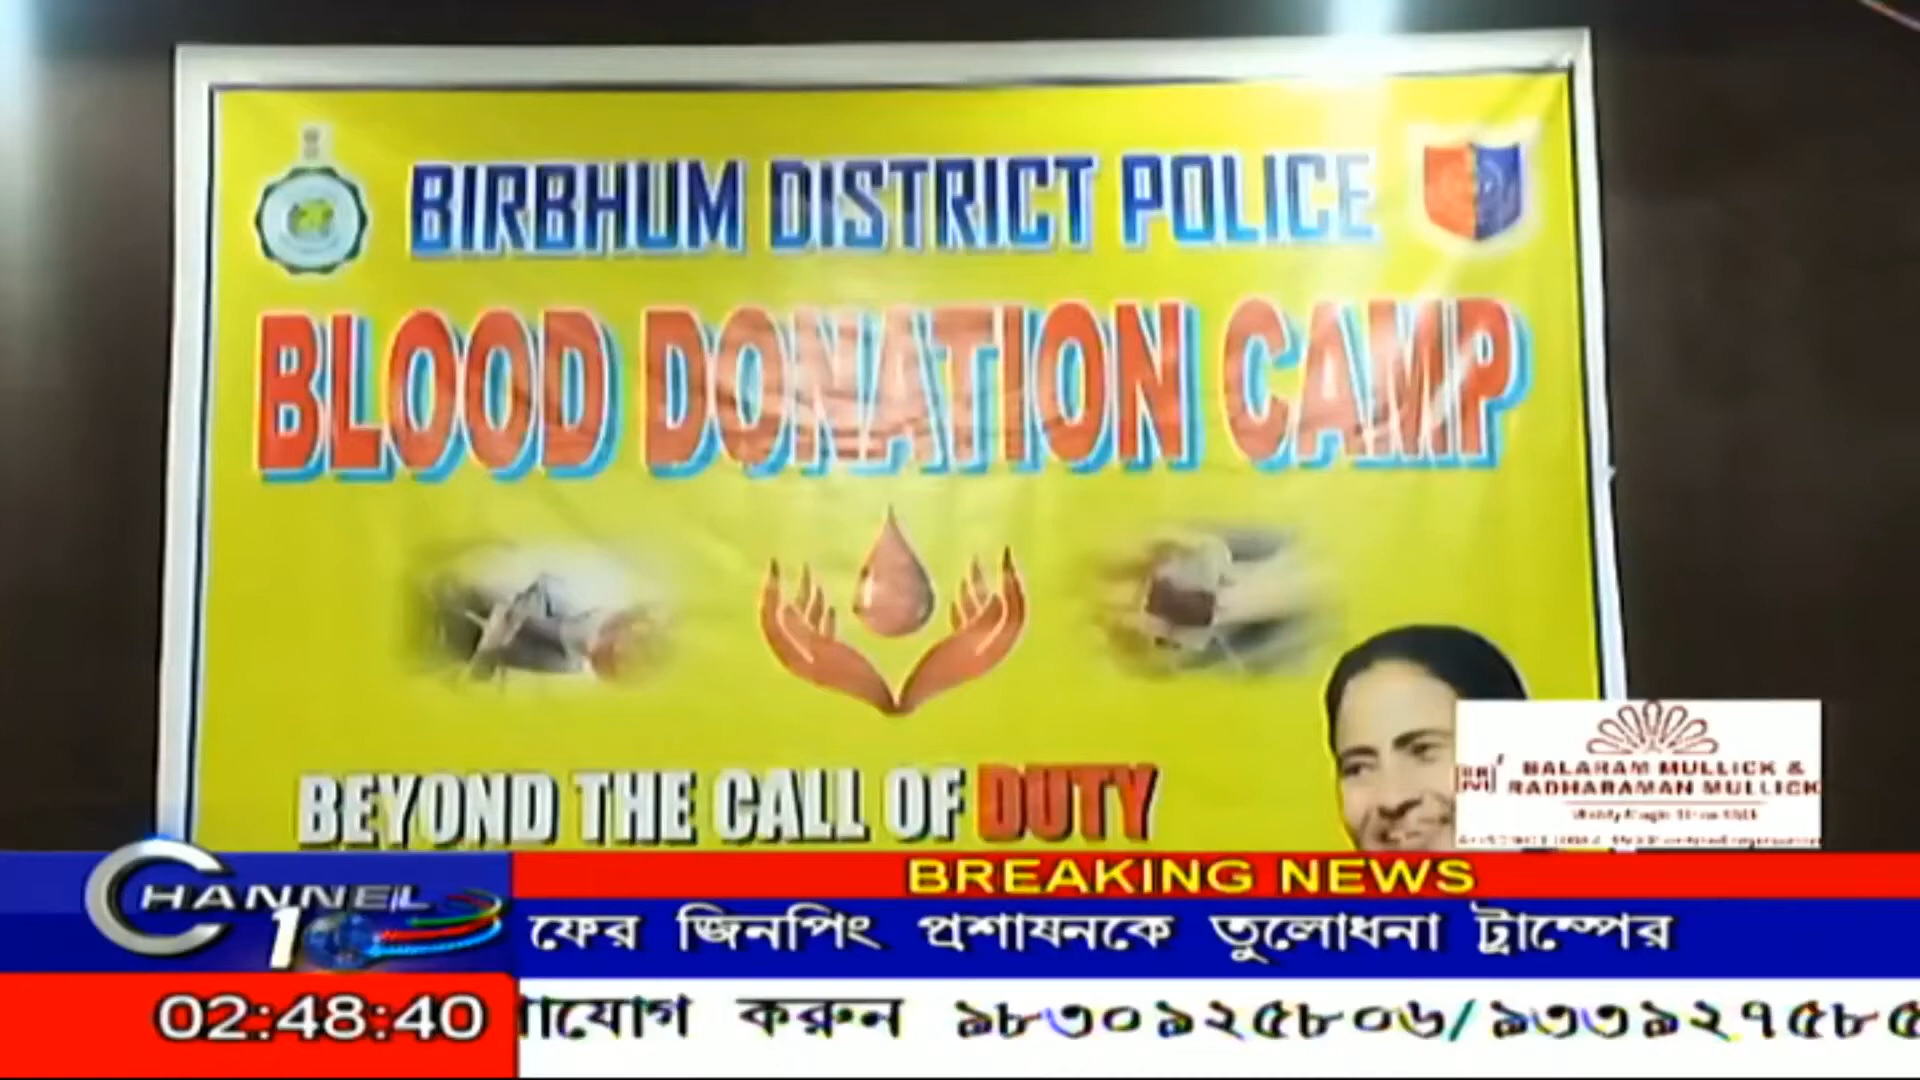 BIRBHUM DISTRICT POLICE
BLOOD DONATION CAMP
BEYOND THE CALL OF DUTY
BALARAM MULLICK &
RADHARAMAN MULLICK
CHANNEL
10
BREAKING NEWS
ফের জিনপিং প্রশাষনকে তুলোধনা ট্রাম্পের
02:48:40
াযোগ করুন ৯৮৩০৯২৫৮০৬/৯৩৩৯২৭৫৮৫